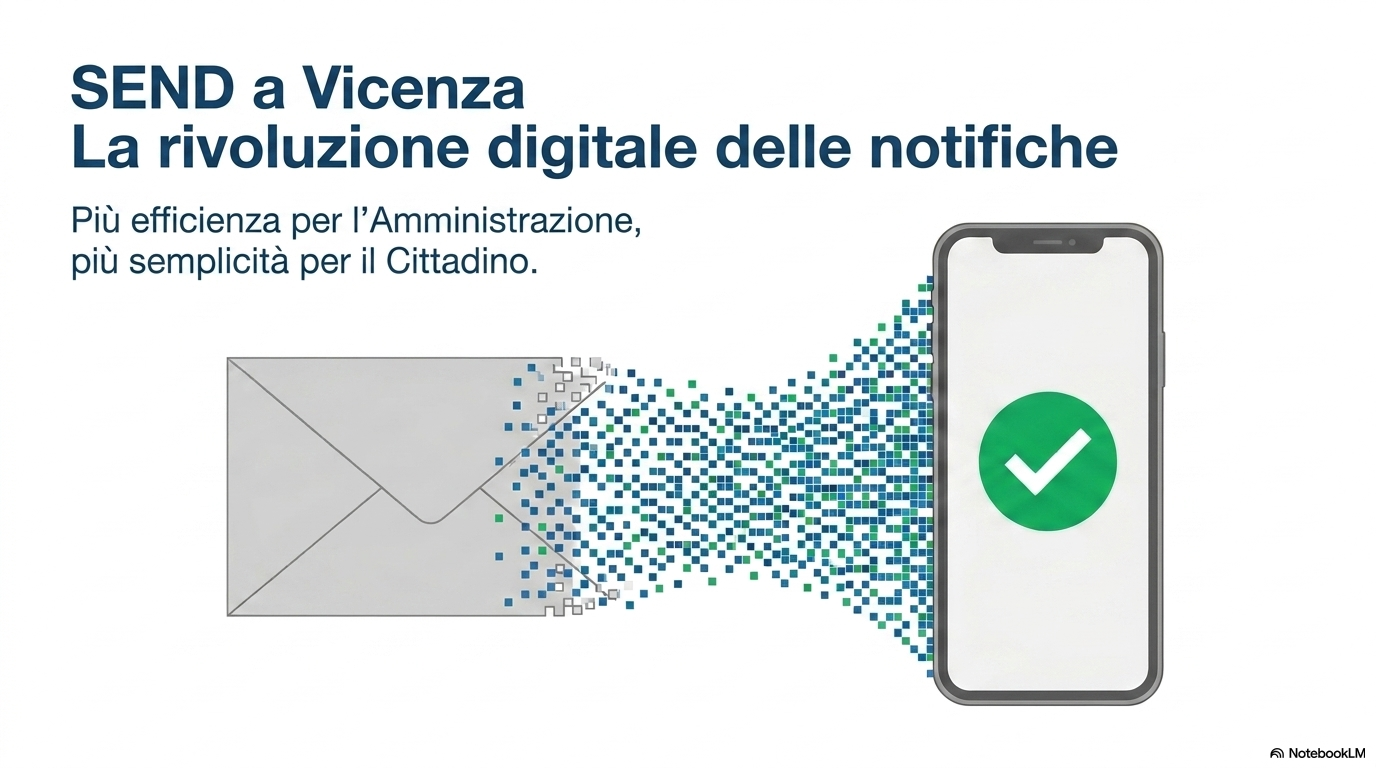 SEND a Vicenza
La rivoluzione digitale delle notifiche
Più efficienza per l’Amministrazione,
più semplicità per il Cittadino.
NotebookLM